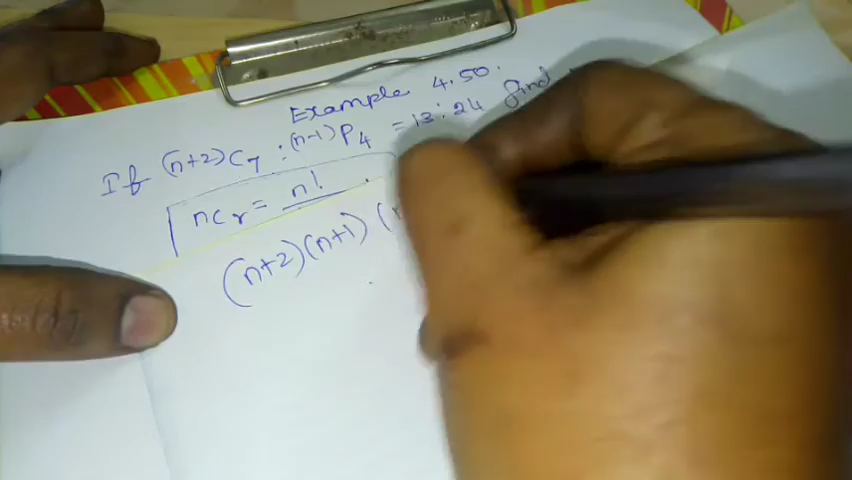 Example 4.50.
If (n+2)C7 : (n-1)P4 = 13:24 find
nCr = n!
(n+2)(n+1)(